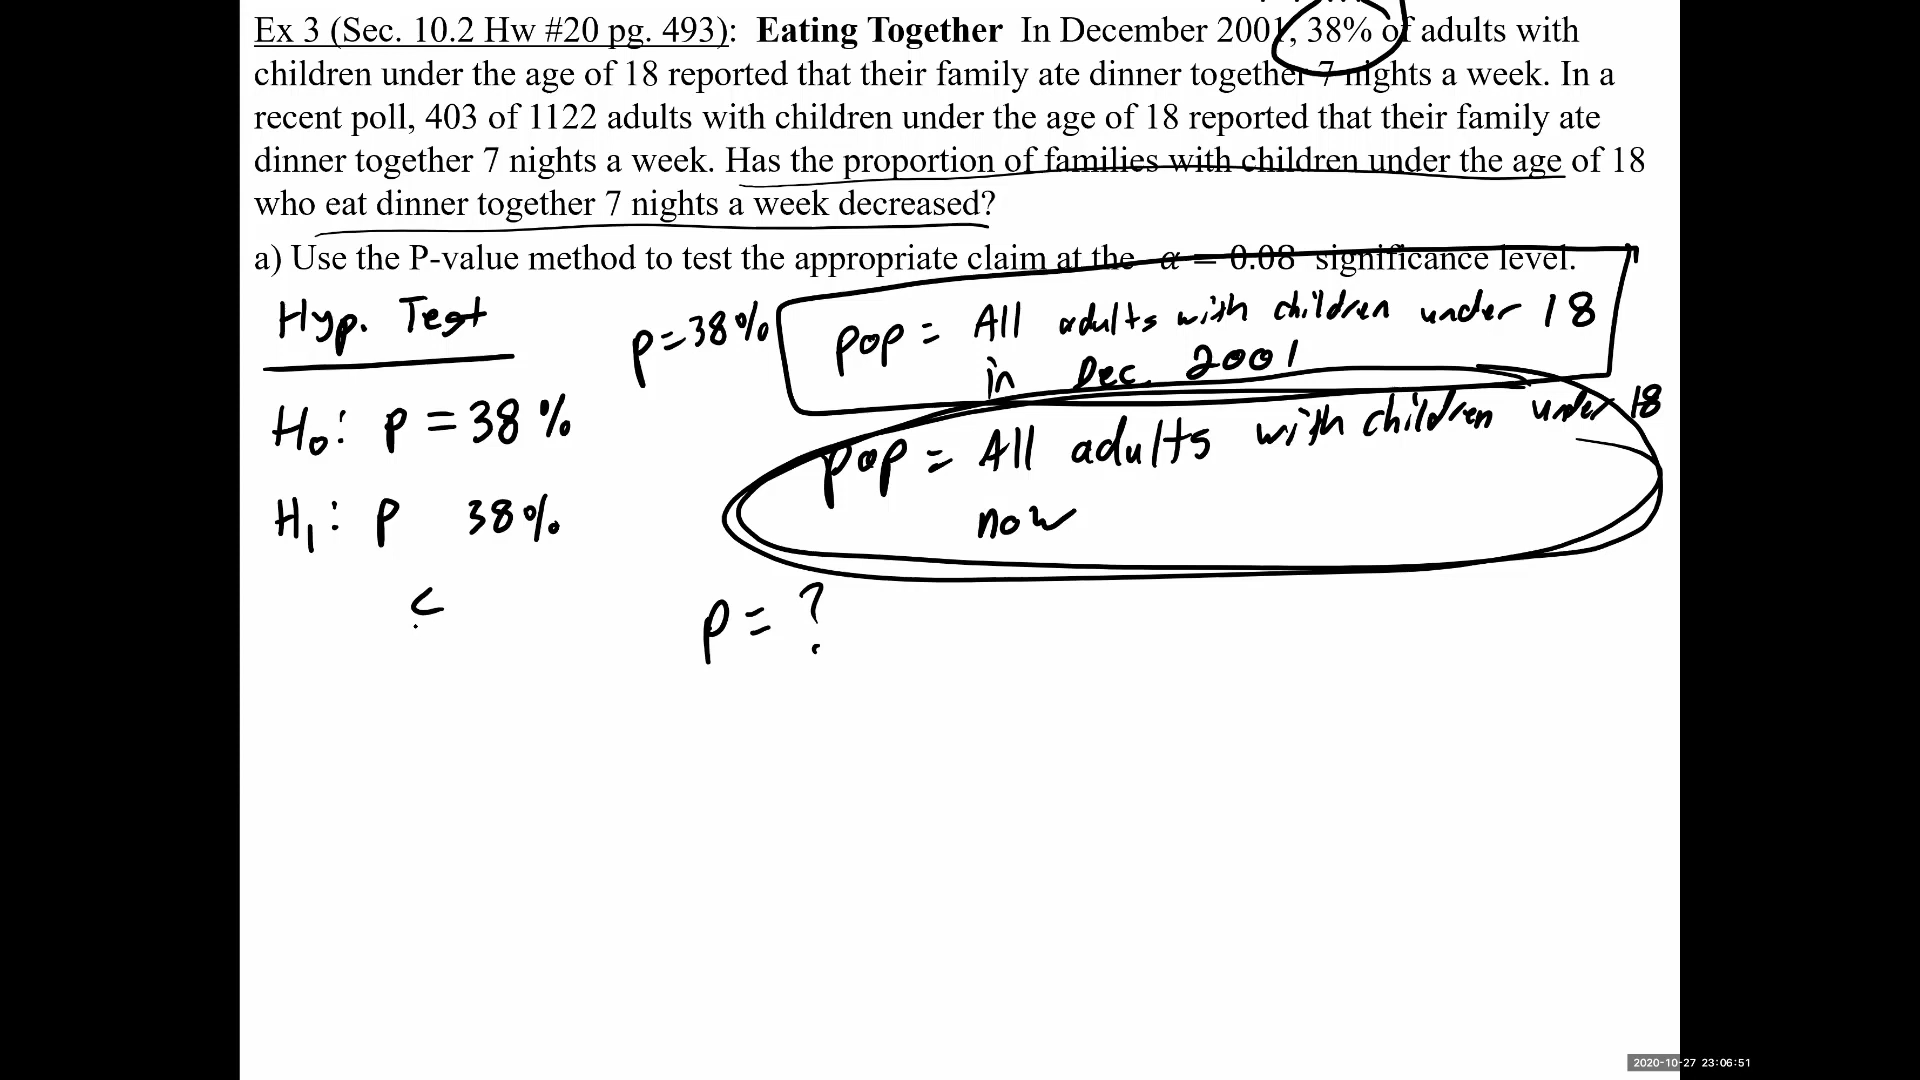 Ex 3 (Sec. 10.2 Hw #20 pg. 493): Eating Together In December 2001, 38% of adults with
children under the age of 18 reported that their family ate dinner together 7 nights a week. In a
recent poll, 403 of 1122 adults with children under the age of 18 reported that their family ate
dinner together 7 nights a week. Has the proportion of families with children under the age of 18
who eat dinner together 7 nights a week decreased?
a) Use the P-value method to test the appropriate claim at the α = 0.08 significance level.
Hyp. Test
p = 38%
pop = All adults with children under 18
in Dec. 2001
H₀: p = 38%
pop = All adults with children under 18
now
H₁: p 38%
<
p = ?
2020-10-27 23:06:51